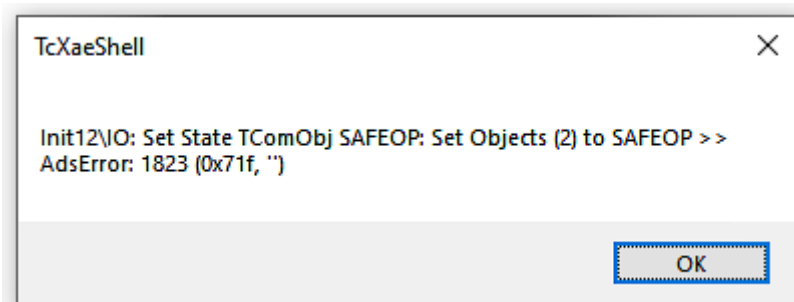 TcXaeShell
Init12\IO: Set State TComObj SAFEOP: Set Objects (2) to SAFEOP >>
AdsError: 1823 (0x71f, '')
OK